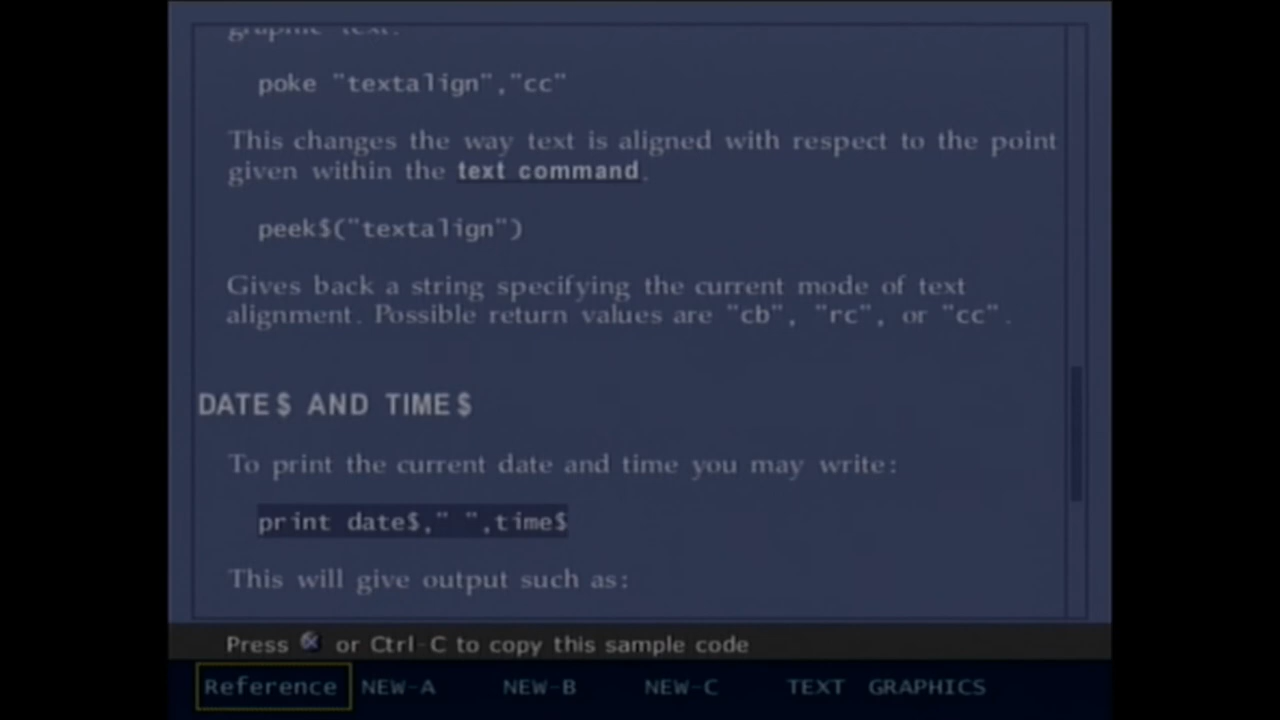 graphic text.
poke "textalign","cc"
This changes the way text is aligned with respect to the point
given within the text command.
peek$("textalign")
Gives back a string specifying the current mode of text
alignment. Possible return values are "cb", "rc", or "cc".
DATE$ AND TIME$
To print the current date and time you may write:
print date$," ",time$
This will give output such as:
Press or Ctrl-C to copy this sample code
Reference NEW-A NEW-B NEW-C TEXT GRAPHICS